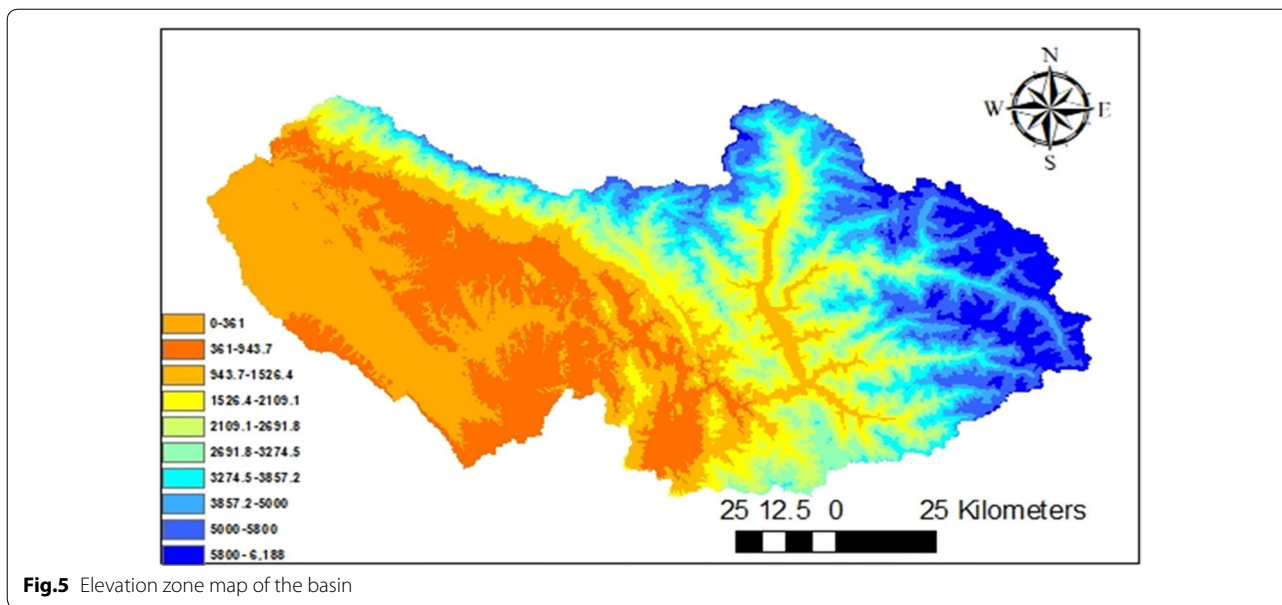 N
W E
S
0-361
361-943.7
943.7-1526.4
1526.4-2109.1
2109.1-2691.8
2691.8-3274.5
3274.5-3857.2
3857.2-5000
5000-5800
5800-6,188
25 12.5 0 25 Kilometers
Fig.5 Elevation zone map of the basin